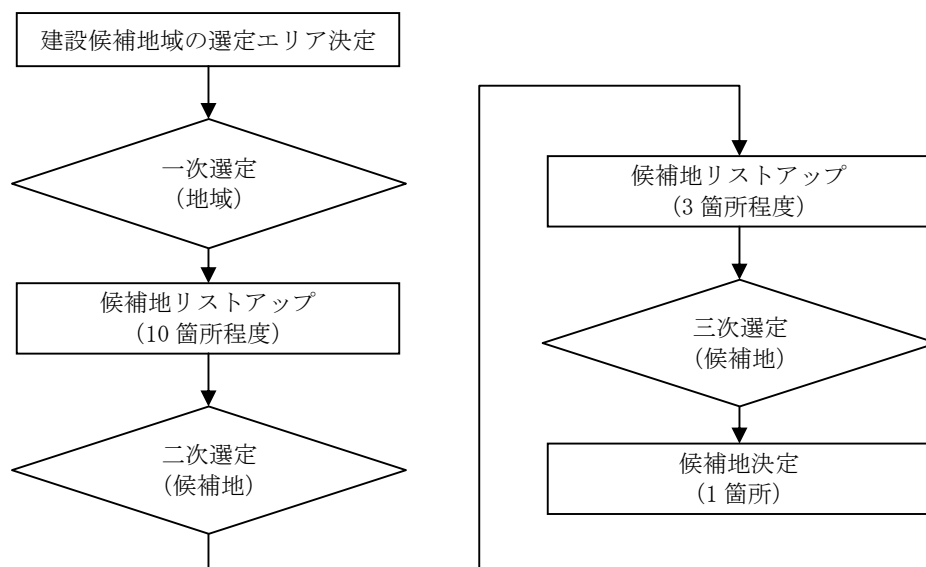 建設候補地域の選定エリア決定
一次選定
（地域）
候補地リストアップ
（10 箇所程度）
二次選定
（候補地）
候補地リストアップ
（3 箇所程度）
三次選定
（候補地）
候補地決定
（1 箇所）